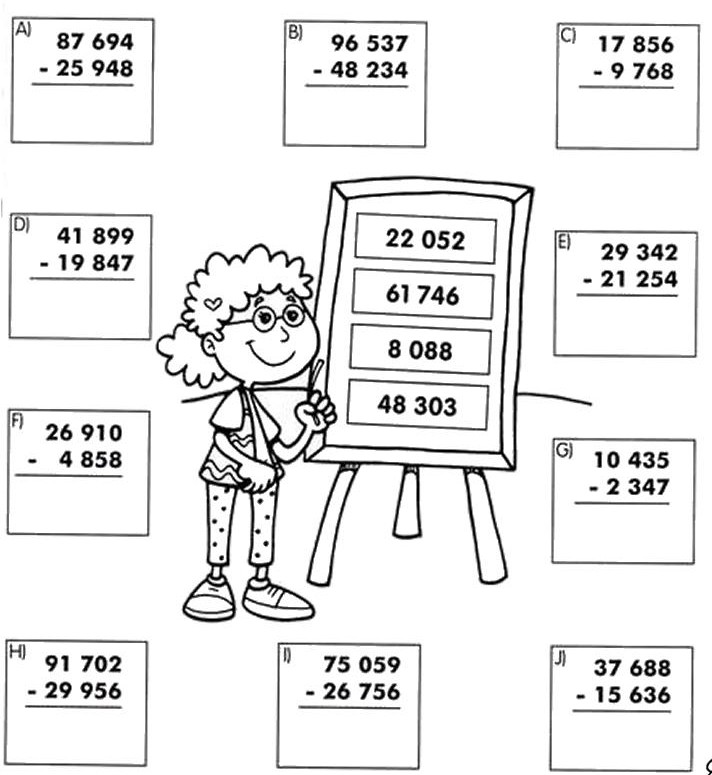 A)
87 694
- 25 948
B)
96 537
- 48 234
C)
17 856
- 9 768
D)
41 899
- 19 847
22 052
61 746
8 088
48 303
E)
29 342
- 21 254
F)
26 910
- 4 858
G)
10 435
- 2 347
H)
91 702
- 29 956
I)
75 059
- 26 756
J)
37 688
- 15 636